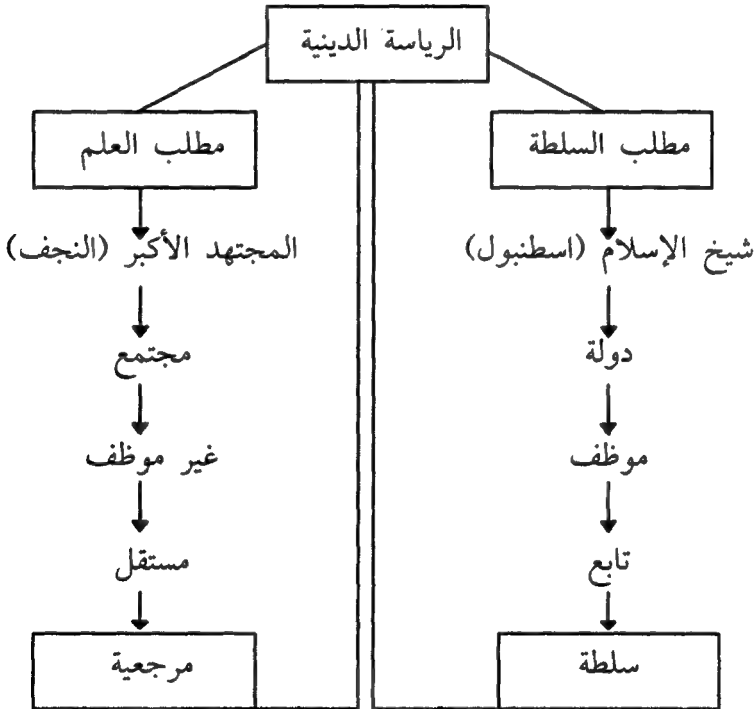 الرياسة الدينية
مطلب السلطة
مطلب العلم
شيخ الإسلام (اسطنبول)
المجتهد الأكبر (النجف)
دولة
مجتمع
موظف
غير موظف
تابع
مستقل
سلطة
مرجعية